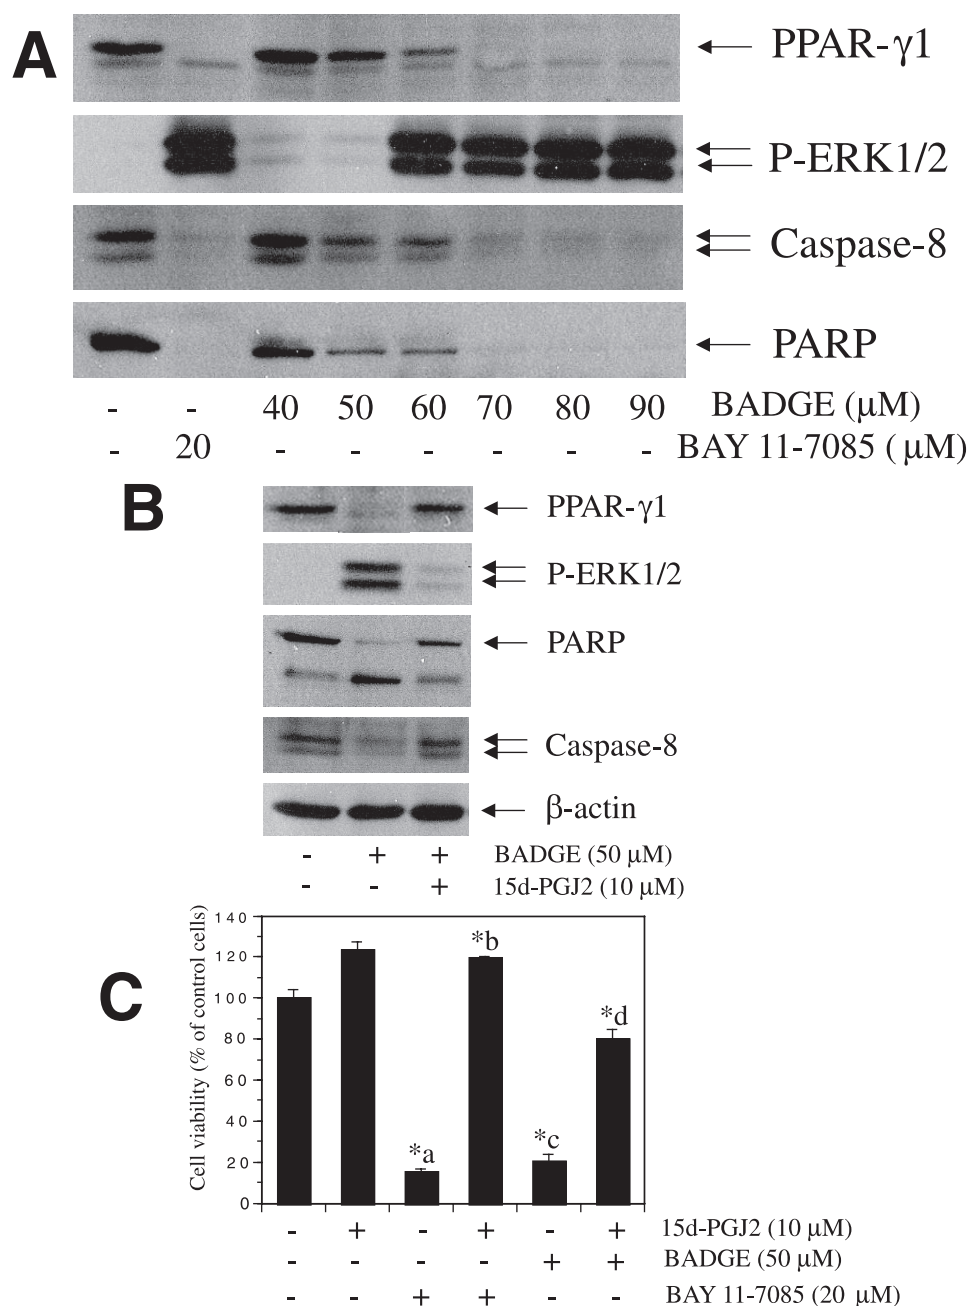 A
PPAR-γ1
P-ERK1/2
Caspase-8
PARP
- - 40 50 60 70 80 90 BADGE (μM)
- 20 - - - - - - BAY 11-7085 ( μM)
B
PPAR-γ1
P-ERK1/2
PARP
Caspase-8
β-actin
- + + BADGE (50 μM)
- - + 15d-PGJ2 (10 μM)
C
Cell viability (% of control cells)
140
120
100
80
60
40
20
0
*a
*b
*c
*d
- + - + - + 15d-PGJ2 (10 μM)
- - - - + + BADGE (50 μM)
- - + + - - BAY 11-7085 (20 μM)